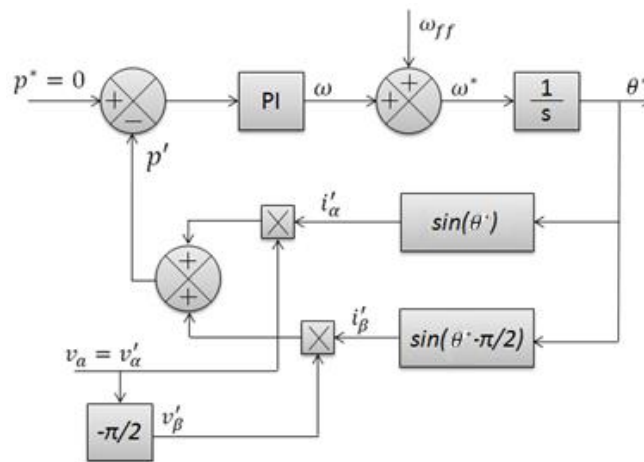 ω_ff
p* = 0
+
−
PI
ω
+
+
ω*
1/s
θ*
p′
i′_α
sin(θ*)
+
+
i′_β
sin(θ*-π/2)
v_a = v′_α
-π/2
v′_β